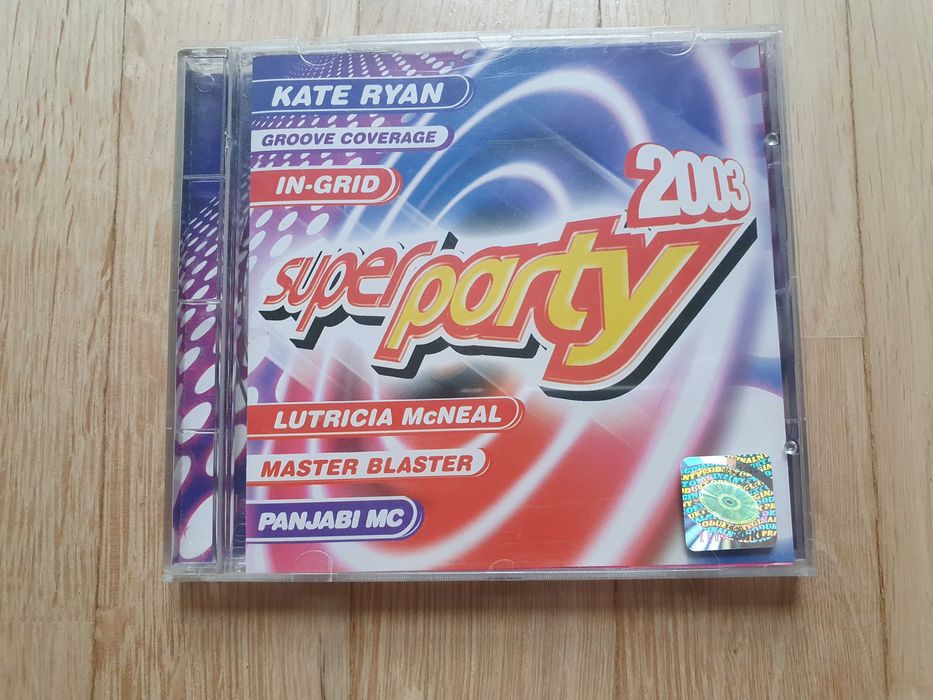 KATE RYAN
GROOVE COVERAGE
IN-GRID
2003
super party
LUTRICIA McNEAL
MASTER BLASTER
PANJABI MC